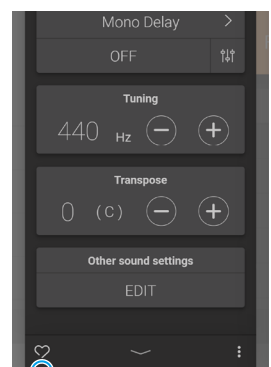 Mono Delay
OFF
Tuning
440 Hz
Transpose
0 (C)
Other sound settings
EDIT